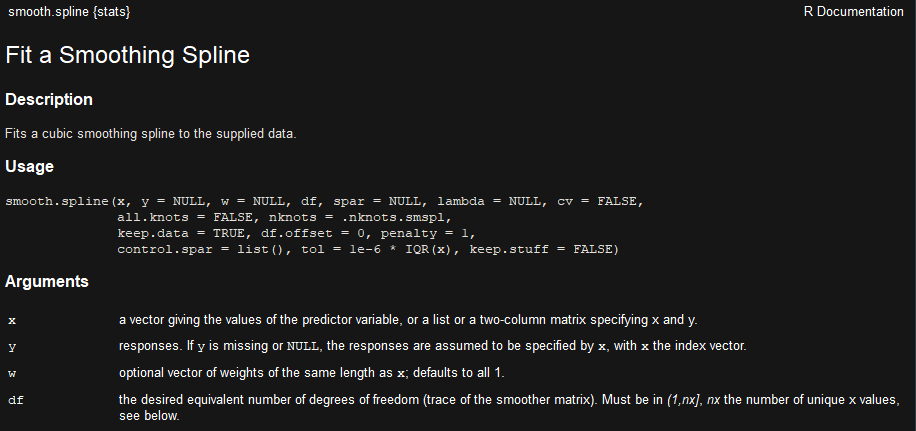 smooth.spline {stats} R Documentation
Fit a Smoothing Spline
Description
Fits a cubic smoothing spline to the supplied data.
Usage
smooth.spline(x, y = NULL, w = NULL, df, spar = NULL, lambda = NULL, cv = FALSE,
all.knots = FALSE, nknots = .nknots.smspl,
keep.data = TRUE, df.offset = 0, penalty = 1,
control.spar = list(), tol = 1e-6 * IQR(x), keep.stuff = FALSE)
Arguments
x a vector giving the values of the predictor variable, or a list or a two-column matrix specifying x and y.
y responses. If y is missing or NULL, the responses are assumed to be specified by x, with x the index vector.
w optional vector of weights of the same length as x; defaults to all 1.
df the desired equivalent number of degrees of freedom (trace of the smoother matrix). Must be in (1,nx], nx the number of unique x values,
see below.